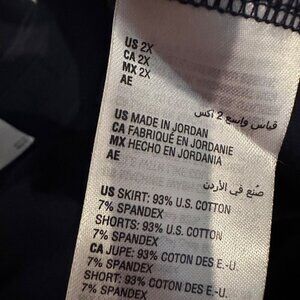 US 2X
CA 2X
MX 2X
AE
قياس واسع 2 اكس
US MADE IN JORDAN
CA FABRIQUÉ EN JORDANIE
MX HECHO EN JORDANIA
AE
صُنع في الأردن
US SKIRT: 93% U.S. COTTON
7% SPANDEX
SHORTS: 93% U.S. COTTON
7% SPANDEX
CA JUPE: 93% COTON DES É.-U.
7% SPANDEX
SHORT: 93% COTON DES É.-U.
7% SPANDEX